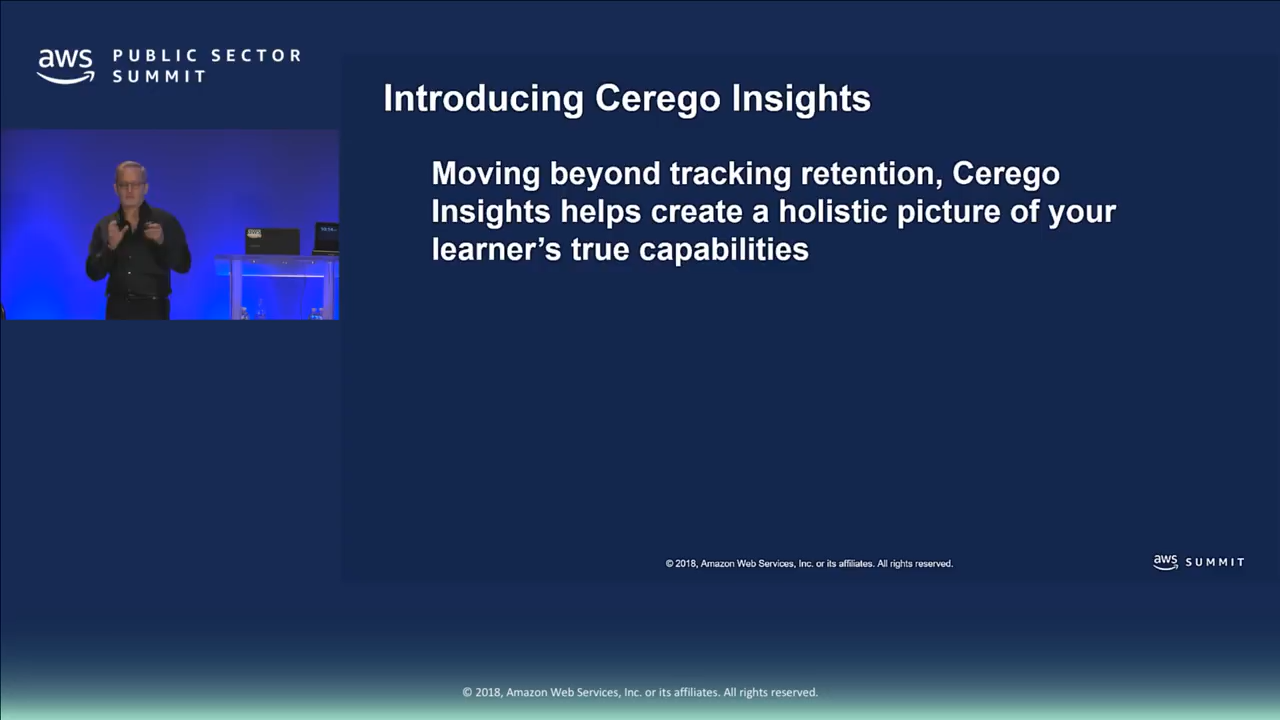 aws PUBLIC SECTOR
SUMMIT
Introducing Cerego Insights
Moving beyond tracking retention, Cerego
Insights helps create a holistic picture of your
learner's true capabilities
© 2018, Amazon Web Services, Inc. or its affiliates. All rights reserved.
aws SUMMIT
© 2018, Amazon Web Services, Inc. or its affiliates. All rights reserved.